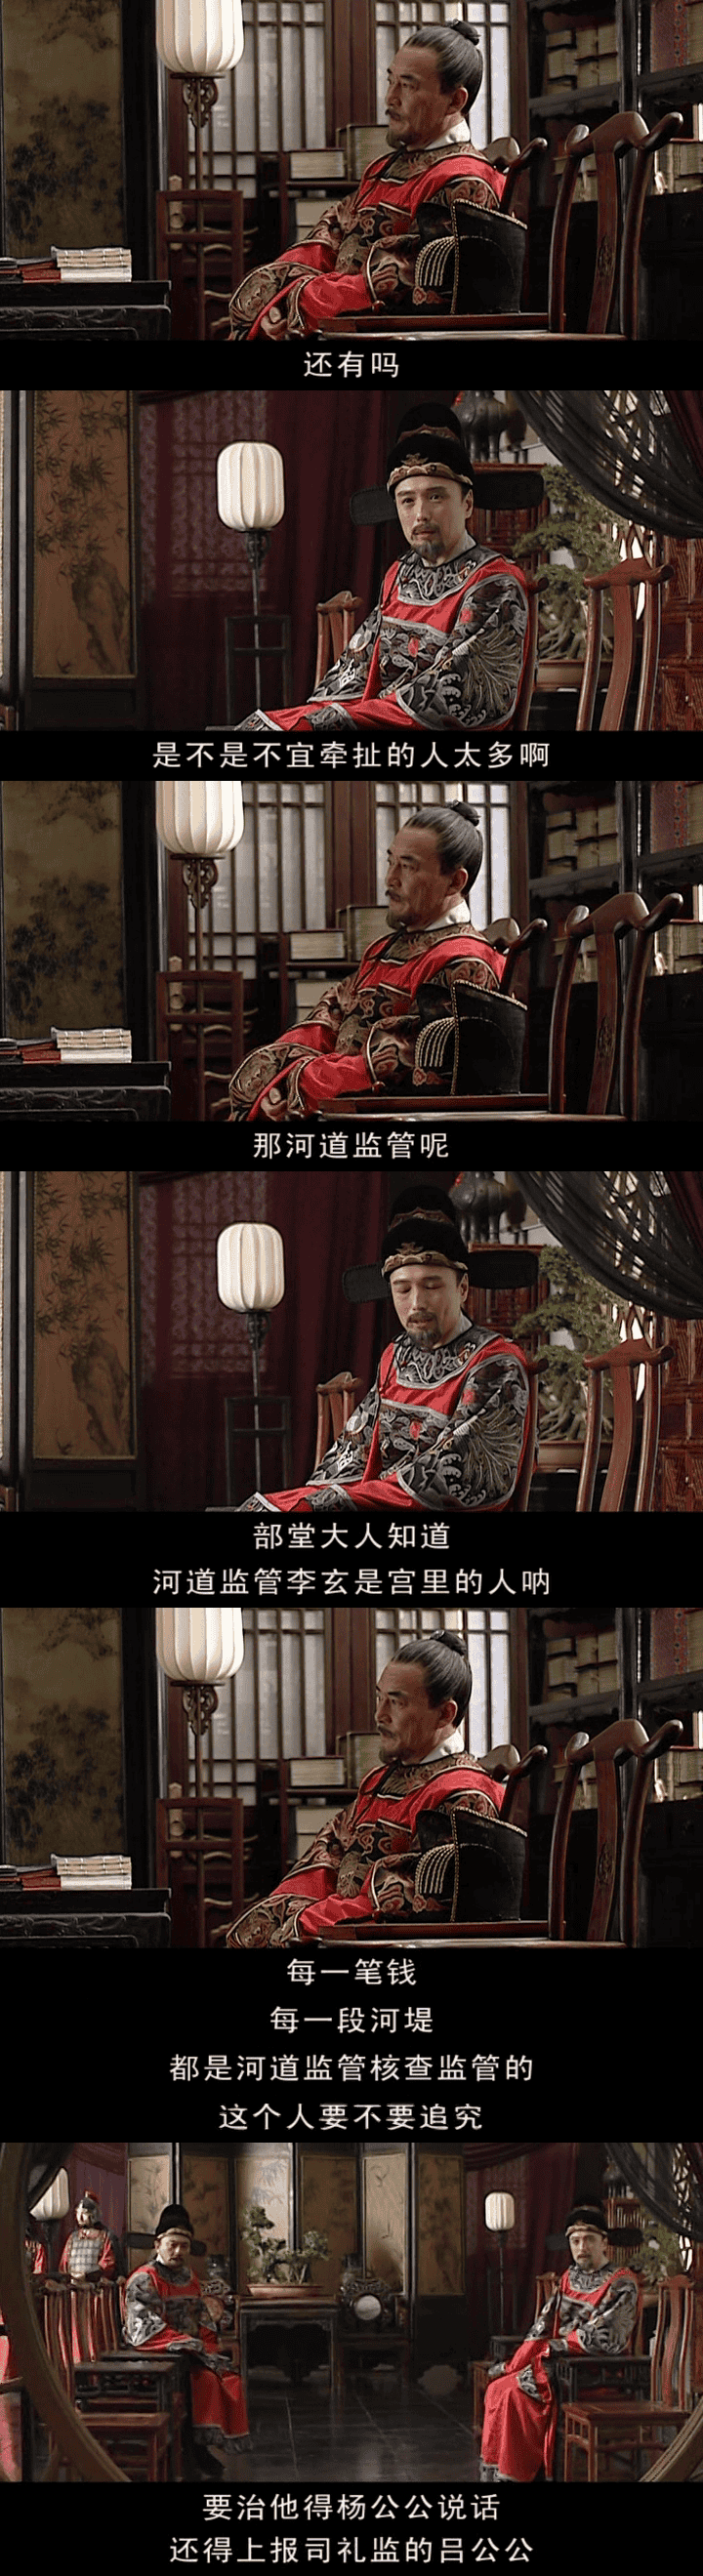 还有吗
是不是不宜牵扯的人太多啊
那河道监管呢
部堂大人知道
河道监管李玄是宫里的人呐
每一笔钱
每一段河堤
都是河道监管核查监管的
这个人要不要追究
要治他得杨公公说话
还得上报司礼监的吕公公